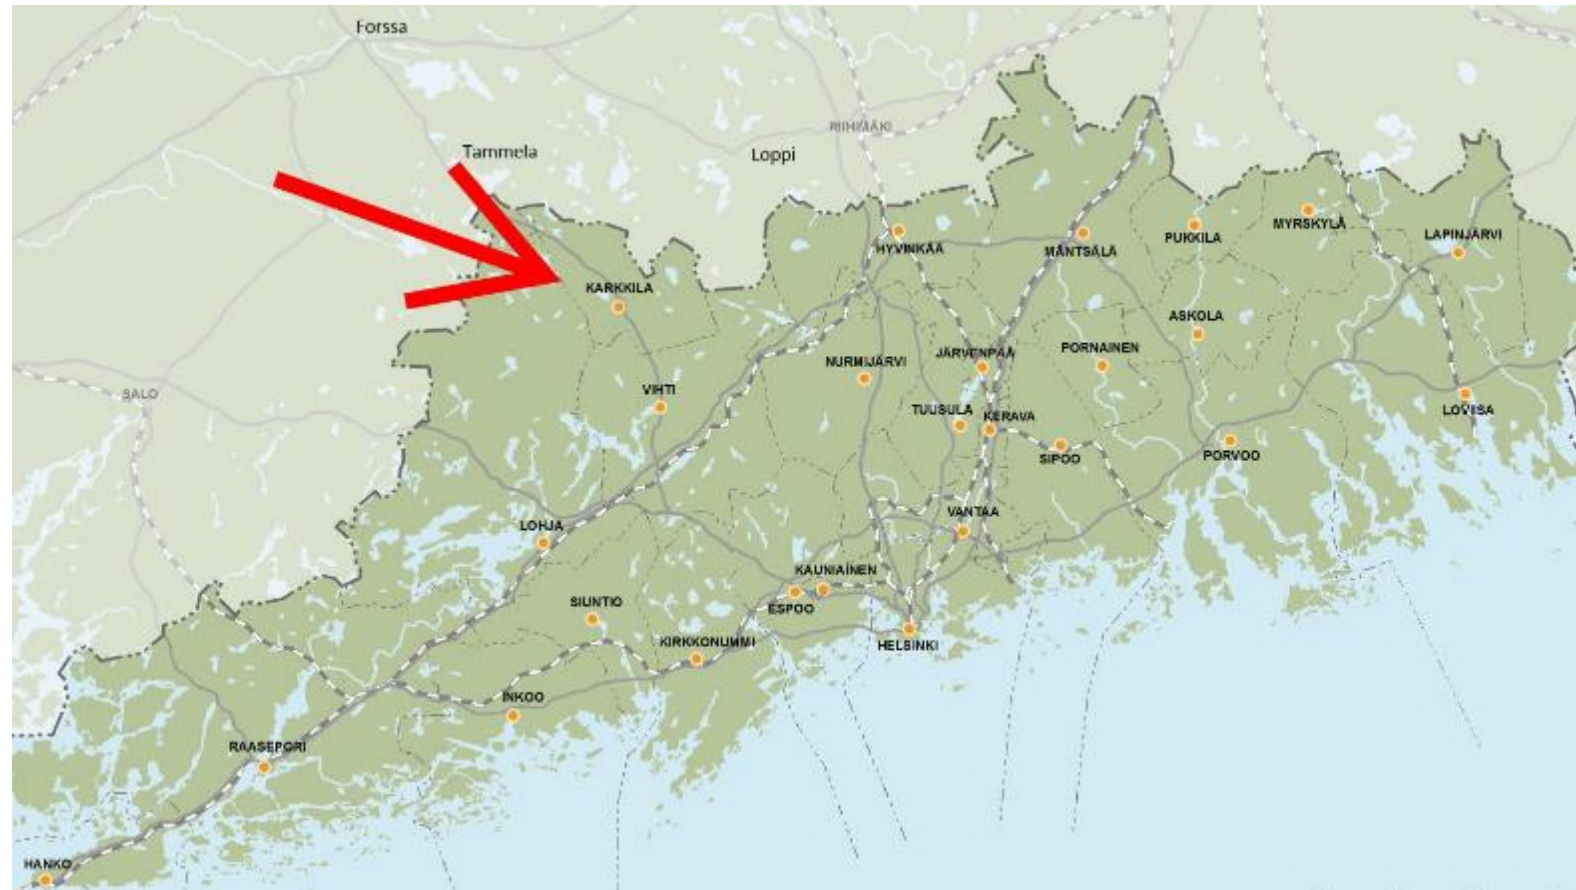 Forssa
RIIHIMÄKI
Tammela
Loppi
MYRSKYLÄ
LAPINJÄRVI
PUKKILA
HYVINKÄÄ
MÄNTSÄLÄ
KARKKILA
ASKOLA
PORNAINEN
JÄRVENPÄÄ
NURMIJÄRVI
SALO
VIHTI
TUUSULA
KERAVA
LOVIISA
SIPOO
PORVOO
VANTAA
LOHJA
KAUNIAINEN
SIUNTIO
ESPOO
KIRKKONUMMI
HELSINKI
INKOO
RAASEPORI
HANKO